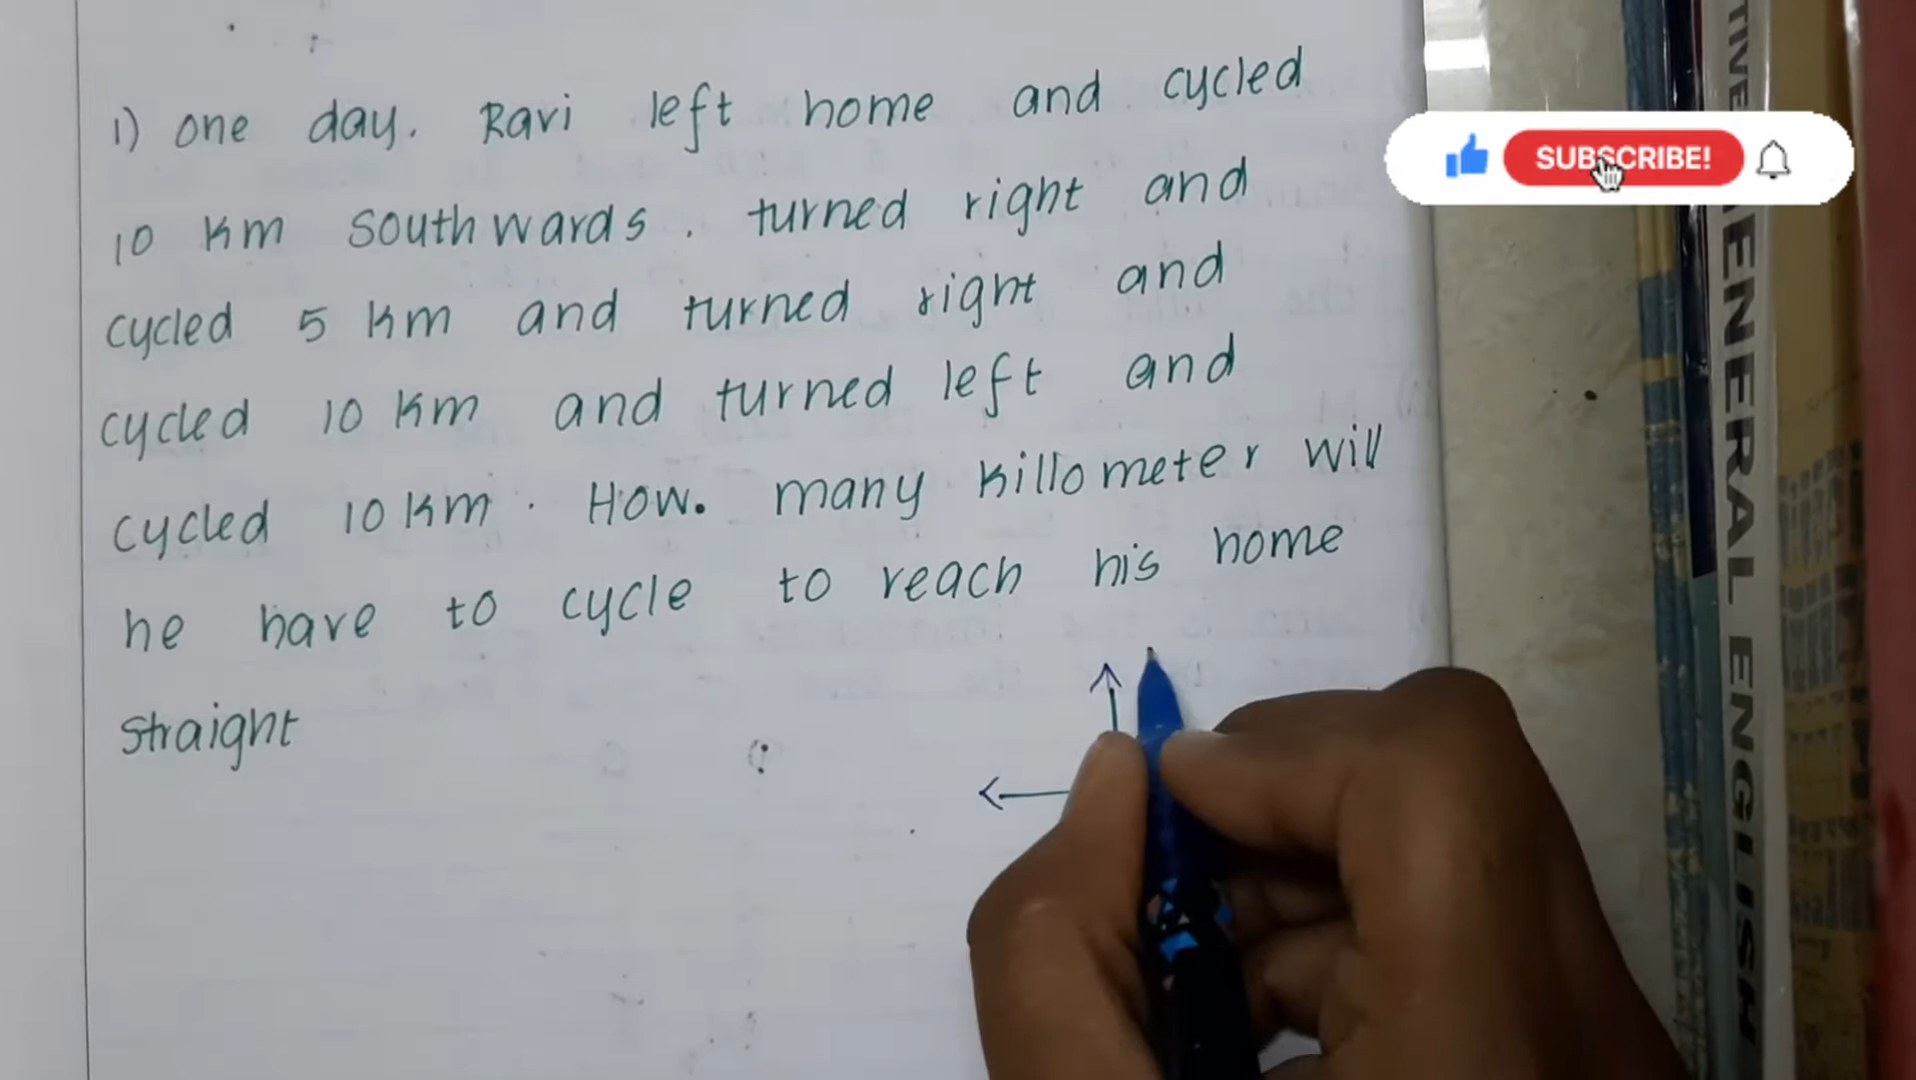 1) one day. Ravi left home and cycled
10 km southwards. turned right and
cycled 5 km and turned right and
cycled 10 km and turned left and
cycled 10 km. How. many killometer will
he have to cycle to reach his home
straight
SUBSCRIBE!
TIVE
GENERAL ENGLISH